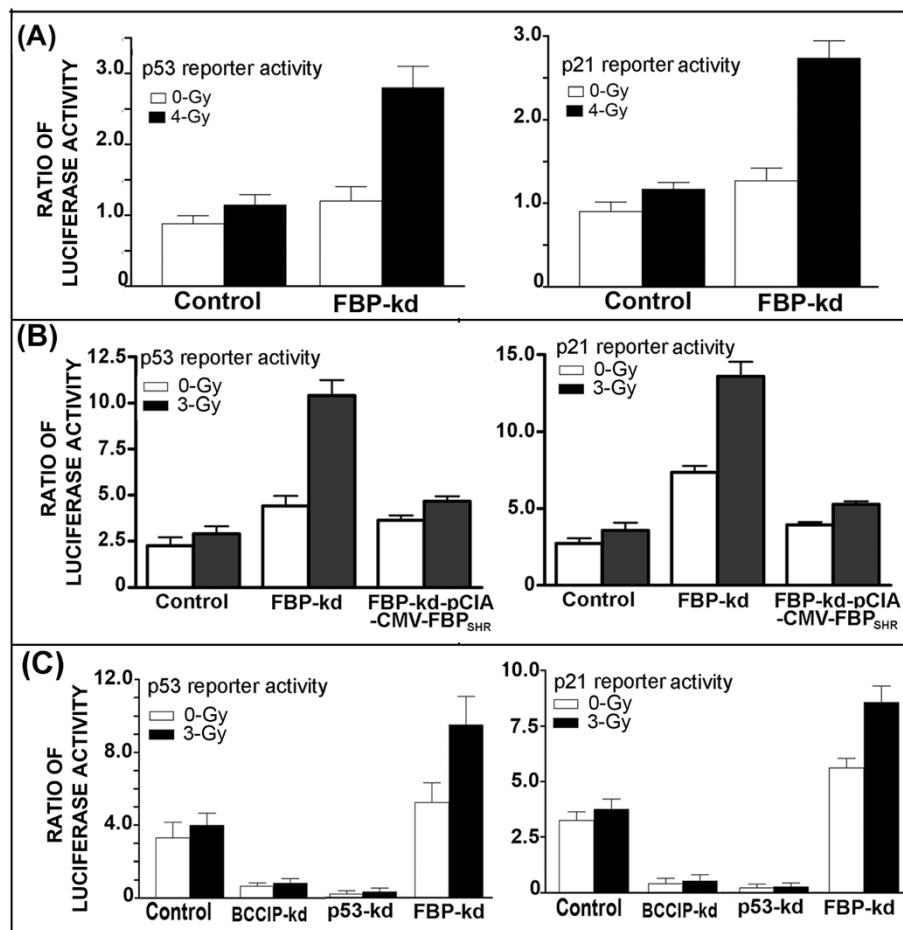 (A)
RATIO OF
LUCIFERASE ACTIVITY
p53 reporter activity
0-Gy
4-Gy
3.0
2.0
1.0
0
Control
FBP-kd
p21 reporter activity
0-Gy
4-Gy
3.0
2.0
1.0
0
Control
FBP-kd
(B)
RATIO OF
LUCIFERASE ACTIVITY
p53 reporter activity
0-Gy
3-Gy
12.5
10.0
7.5
5.0
2.5
0
Control
FBP-kd
FBP-kd-pCIA
-CMV-FBPSHR
p21 reporter activity
0-Gy
3-Gy
15.0
10.0
5.0
0
Control
FBP-kd
FBP-kd-pCIA
-CMV-FBPSHR
(C)
RATIO OF
LUCIFERASE ACTIVITY
p53 reporter activity
0-Gy
3-Gy
12.0
8.0
4.0
0
Control
BCCIP-kd
p53-kd
FBP-kd
p21 reporter activity
0-Gy
3-Gy
10.0
7.5
5.0
2.5
0
Control
BCCIP-kd
p53-kd
FBP-kd